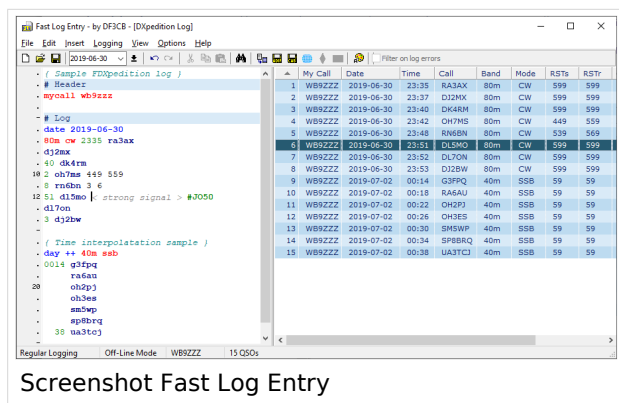 Fast Log Entry - by DF3CB - [DXpedition Log]
File Edit Insert Logging View Options Help
2019-06-30 Filter on log errors
{ Sample FDXpedition log }
# Header
mycall wb9zzz
# Log
date 2019-06-30
80m cw 2335 ra3ax
dj2mx
40 dk4rm
10 2 oh7ms 449 559
8 rn6bn 3 6
12 51 dl5mo < strong signal > #JO50
dl7on
3 dj2bw
{ Time interpolatation sample }
day ++ 40m ssb
0014 g3fpq
ra6au
20 oh2pj
oh3es
sm5wp
sp8brq
38 ua3tcj
My Call Date Time Call Band Mode RSTs RSTr
1 WB9ZZZ 2019-06-30 23:35 RA3AX 80m CW 599 599
2 WB9ZZZ 2019-06-30 23:37 DJ2MX 80m CW 599 599
3 WB9ZZZ 2019-06-30 23:40 DK4RM 80m CW 599 599
4 WB9ZZZ 2019-06-30 23:42 OH7MS 80m CW 449 559
5 WB9ZZZ 2019-06-30 23:48 RN6BN 80m CW 539 569
6 WB9ZZZ 2019-06-30 23:51 DL5MO 80m CW 599 599
7 WB9ZZZ 2019-06-30 23:52 DL7ON 80m CW 599 599
8 WB9ZZZ 2019-06-30 23:53 DJ2BW 80m CW 599 599
9 WB9ZZZ 2019-07-02 00:14 G3FPQ 40m SSB 59 59
10 WB9ZZZ 2019-07-02 00:18 RA6AU 40m SSB 59 59
11 WB9ZZZ 2019-07-02 00:22 OH2PJ 40m SSB 59 59
12 WB9ZZZ 2019-07-02 00:26 OH3ES 40m SSB 59 59
13 WB9ZZZ 2019-07-02 00:30 SM5WP 40m SSB 59 59
14 WB9ZZZ 2019-07-02 00:34 SP8BRQ 40m SSB 59 59
15 WB9ZZZ 2019-07-02 00:38 UA3TCJ 40m SSB 59 59
Regular Logging Off-Line Mode WB9ZZZ 15 QSOs
Screenshot Fast Log Entry